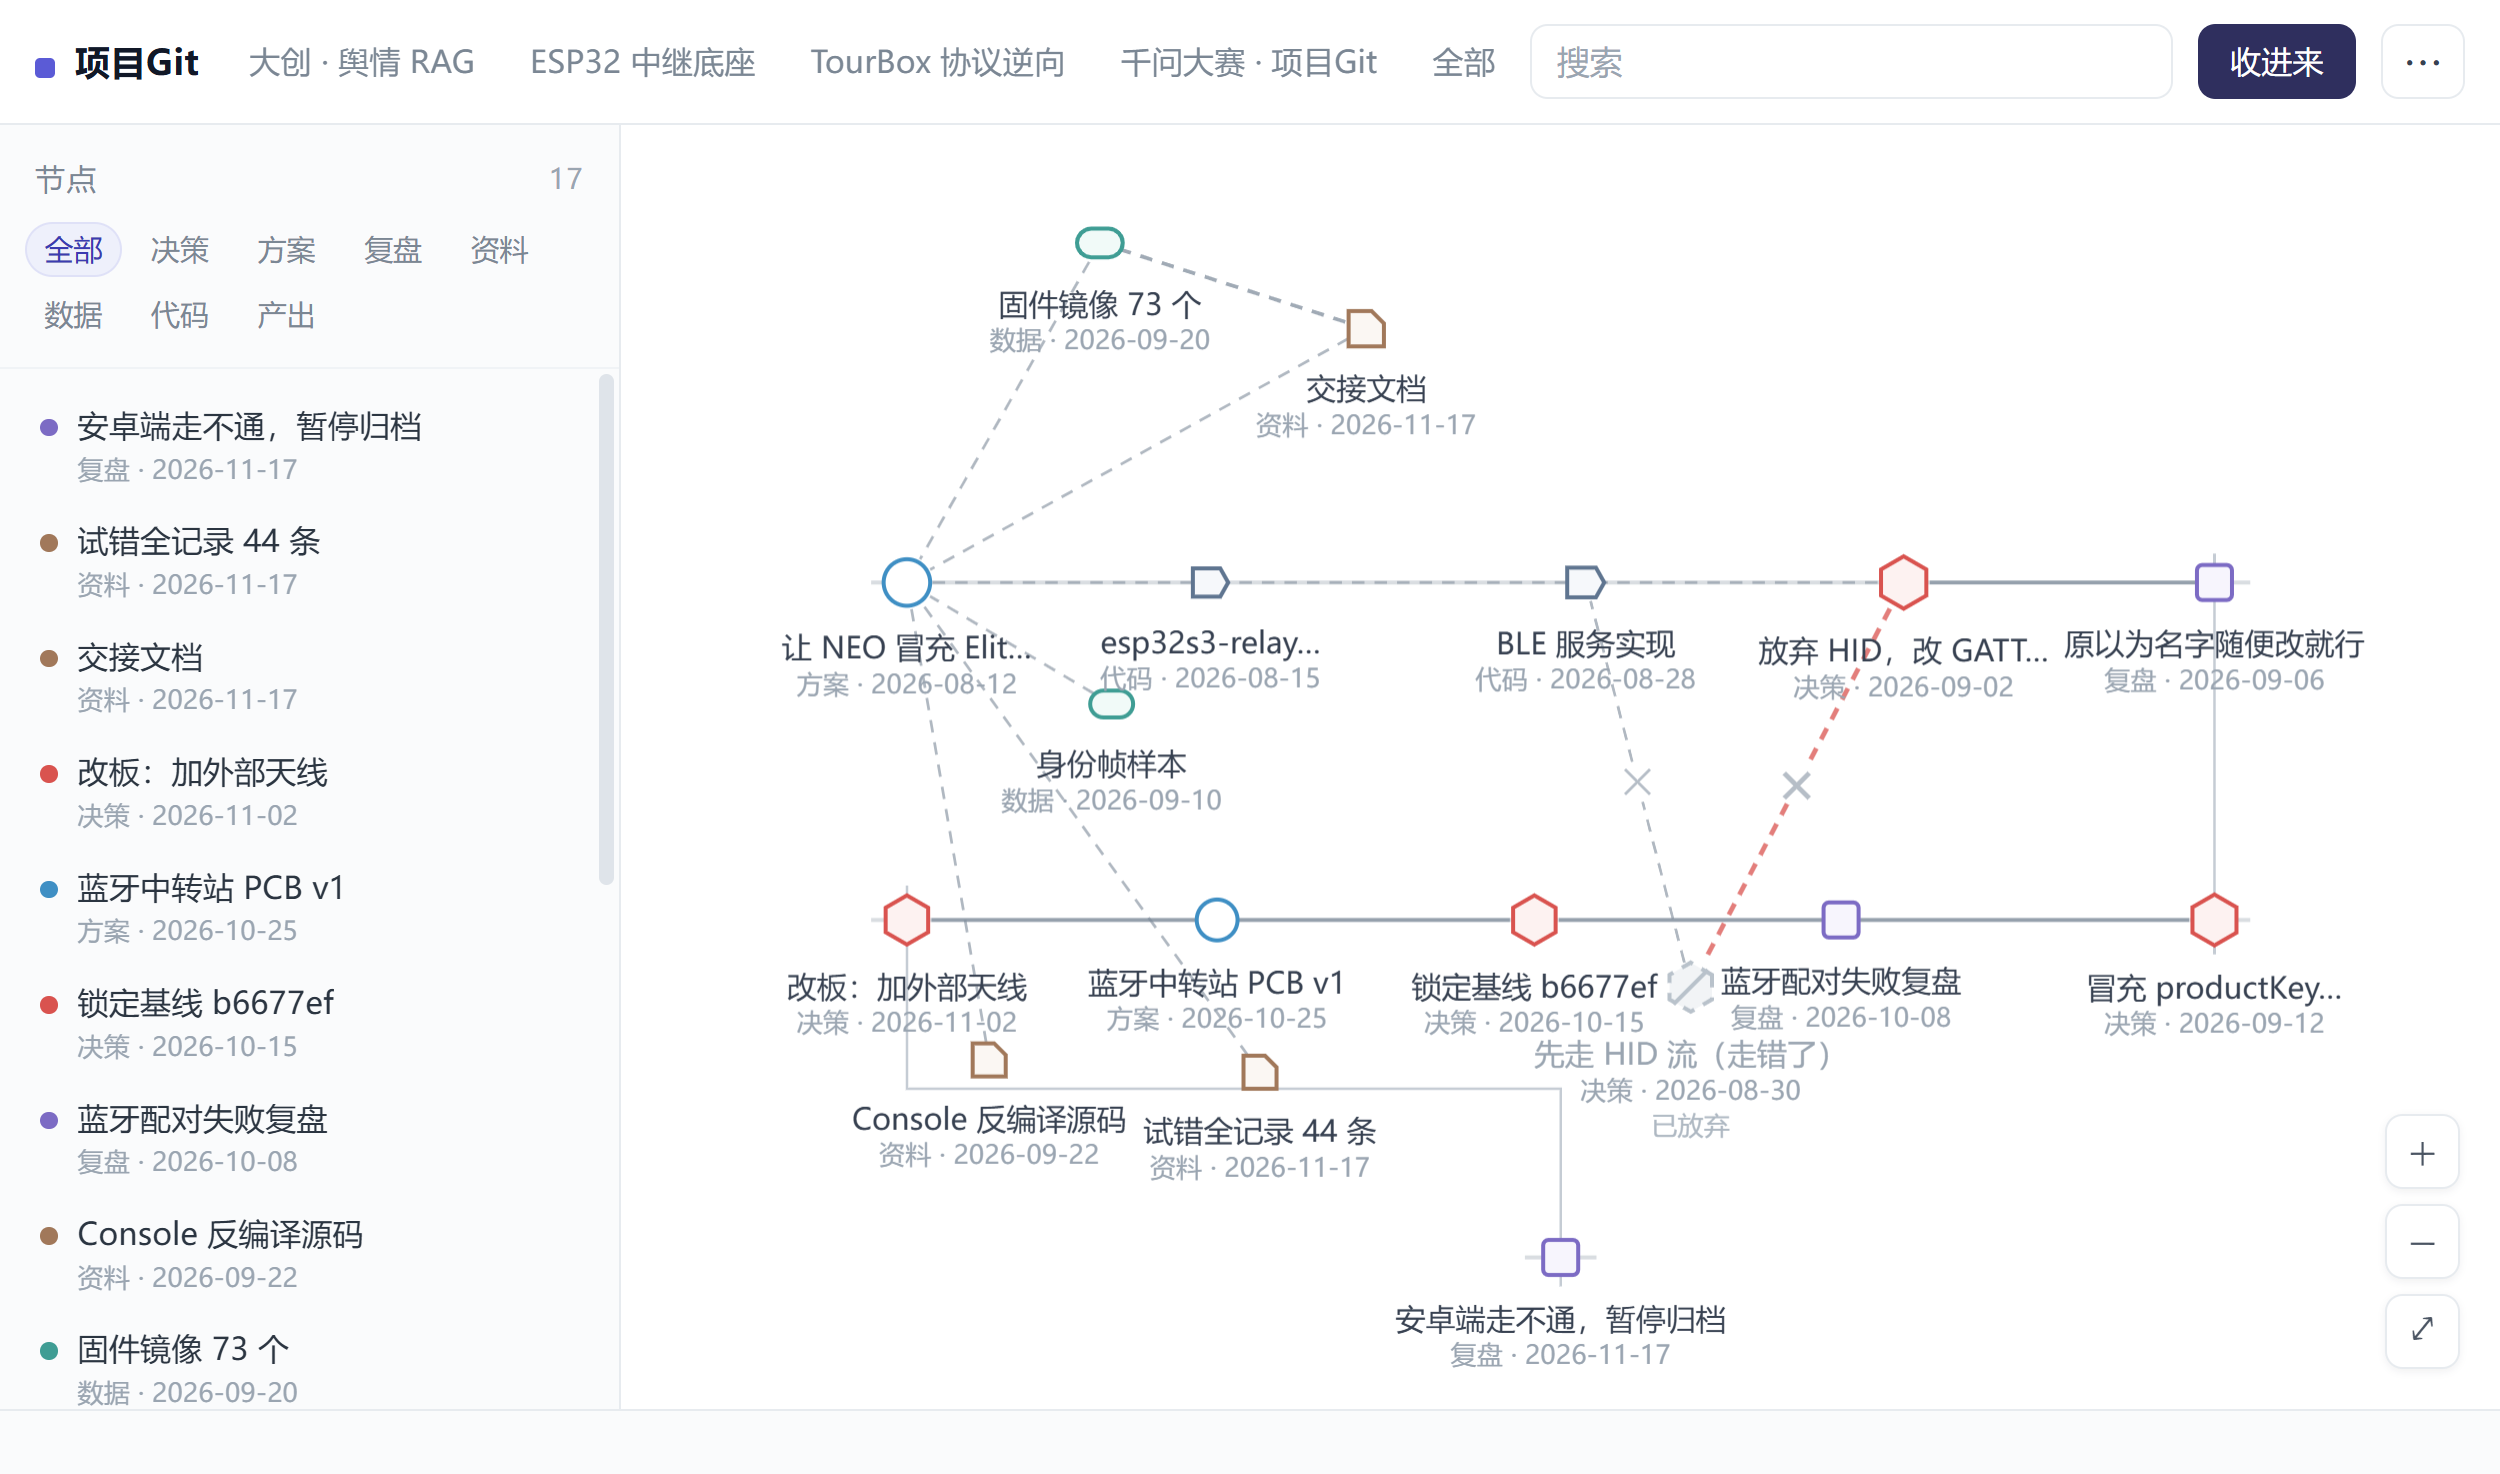 项目Git
大创 · 舆情 RAG
ESP32 中继底座
TourBox 协议逆向
千问大赛 · 项目Git
全部
搜索
收进来
···
节点
17
全部
决策
方案
复盘
资料
数据
代码
产出
安卓端走不通，暂停归档
复盘 · 2026-11-17
试错全记录 44 条
资料 · 2026-11-17
交接文档
资料 · 2026-11-17
改板：加外部天线
决策 · 2026-11-02
蓝牙中转站 PCB v1
方案 · 2026-10-25
锁定基线 b6677ef
决策 · 2026-10-15
蓝牙配对失败复盘
复盘 · 2026-10-08
Console 反编译源码
资料 · 2026-09-22
固件镜像 73 个
数据 · 2026-09-20
固件镜像 73 个
数据 · 2026-09-20
交接文档
资料 · 2026-11-17
让 NEO 冒充 Elit...
方案 · 2026-08-12
esp32s3-relay...
代码 · 2026-08-15
BLE 服务实现
代码 · 2026-08-28
放弃 HID，改 GATT...
决策 · 2026-09-02
原以为名字随便改就行
复盘 · 2026-09-06
身份帧样本
数据 · 2026-09-10
改板：加外部天线
决策 · 2026-11-02
蓝牙中转站 PCB v1
方案 · 2026-10-25
锁定基线 b6677ef
决策 · 2026-10-15
蓝牙配对失败复盘
复盘 · 2026-10-08
冒充 productKey...
决策 · 2026-09-12
先走 HID 流（走错了）
决策 · 2026-08-30
已放弃
Console 反编译源码
资料 · 2026-09-22
试错全记录 44 条
资料 · 2026-11-17
安卓端走不通，暂停归档
复盘 · 2026-11-17